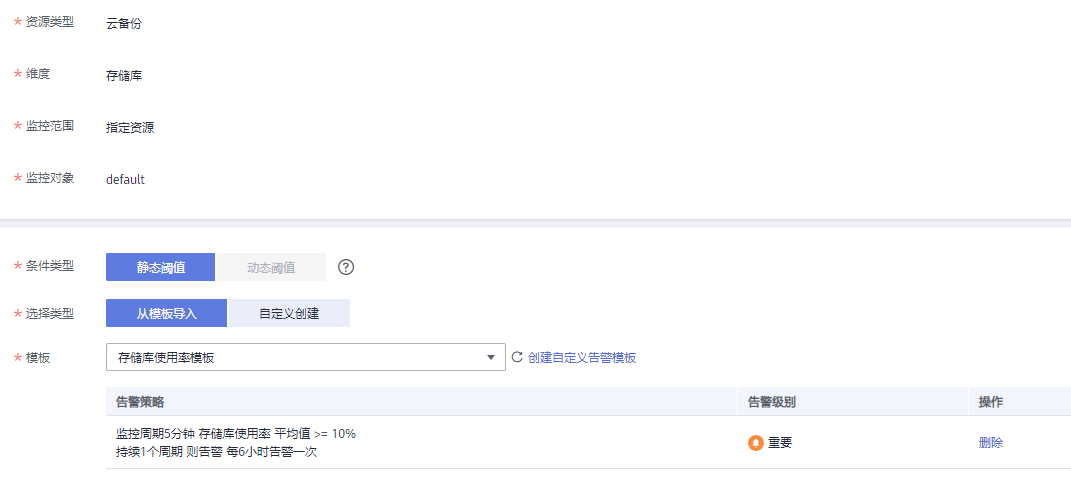 * 资源类型 云备份
* 维度 存储库
* 监控范围 指定资源
* 监控对象 default
* 条件类型 静态阈值 动态阈值 ?
* 选择类型 从模板导入 自定义创建
* 模板 存储库使用率模板 创建自定义告警模板
告警策略 告警级别 操作
监控周期5分钟 存储库使用率 平均值 >= 10%
持续1个周期 则告警 每6小时告警一次
重要 删除